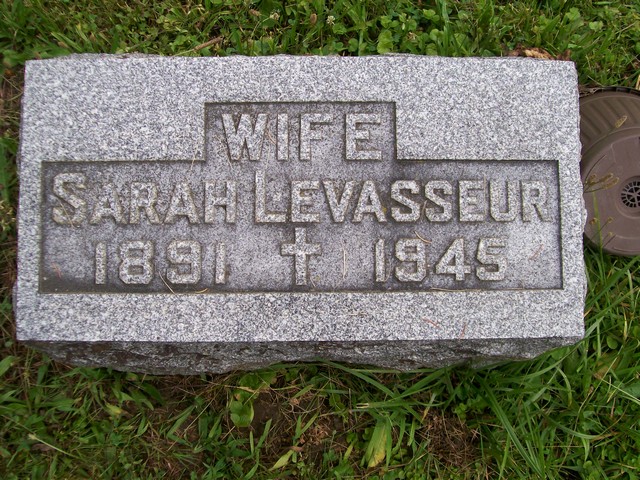 WIFE
SARAH LEVASSEUR
1891 † 1945